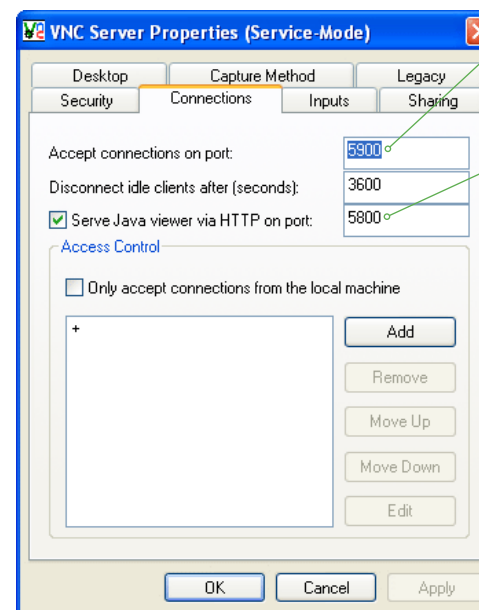 VNC Server Properties (Service-Mode)
Desktop Capture Method Legacy
Security Connections Inputs Sharing
Accept connections on port: 5900
Disconnect idle clients after (seconds): 3600
Serve Java viewer via HTTP on port: 5800
Access Control
Only accept connections from the local machine
+
Add
Remove
Move Up
Move Down
Edit
OK Cancel Apply